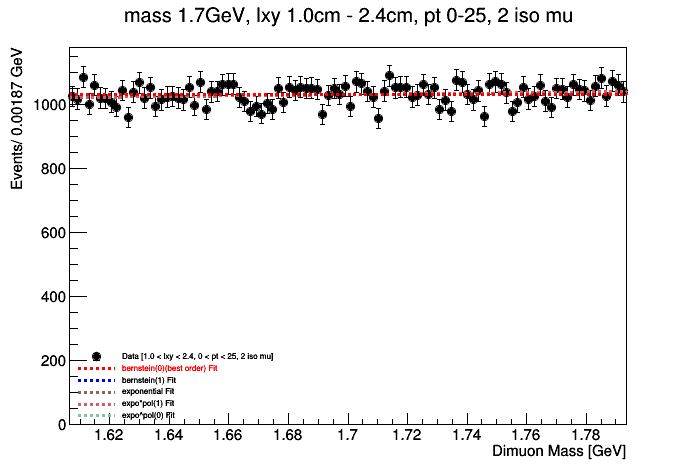 mass 1.7GeV, lxy 1.0cm - 2.4cm, pt 0-25, 2 iso mu
Events/ 0.00187 GeV
1000
800
600
400
200
0
Data [1.0 < lxy < 2.4, 0 < pt < 25, 2 iso mu]
bernstein(0)(best order) Fit
bernstein(1) Fit
exponential Fit
expo*pol(1) Fit
expo*pol(0) Fit
1.62 1.64 1.66 1.68 1.7 1.72 1.74 1.76 1.78
Dimuon Mass [GeV]